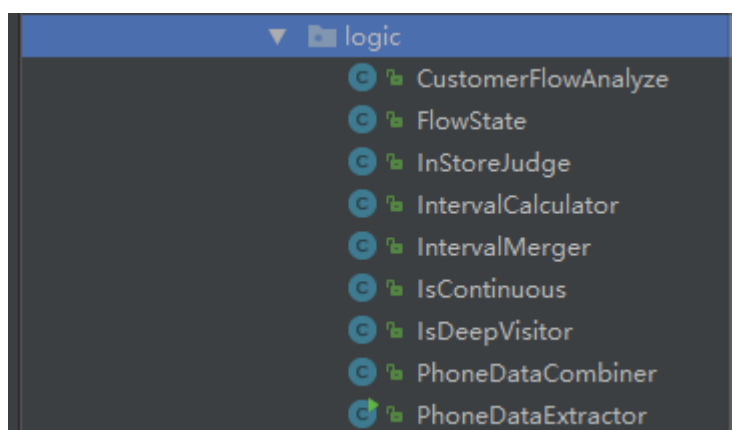 logic
CustomerFlowAnalyze
FlowState
InStoreJudge
IntervalCalculator
IntervalMerger
IsContinuous
IsDeepVisitor
PhoneDataCombiner
PhoneDataExtractor